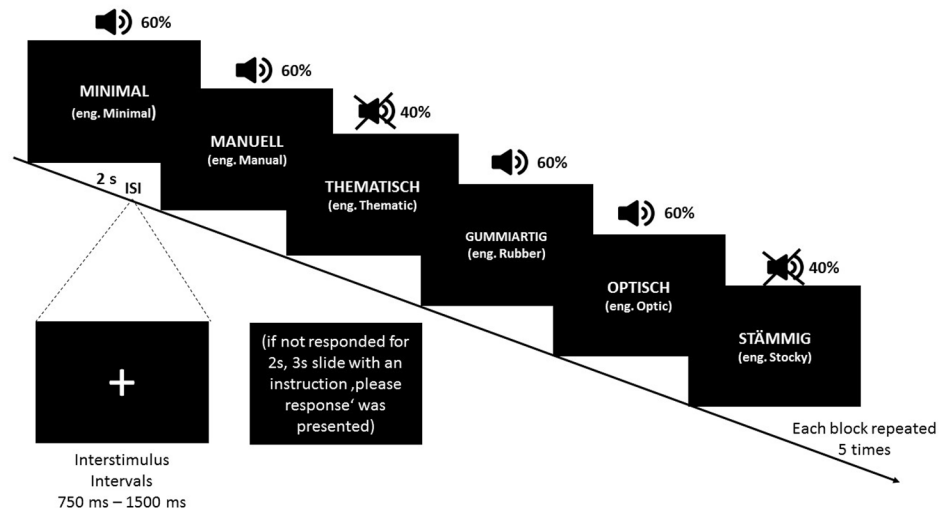 60%
MINIMAL
(eng. Minimal)
60%
MANUELL
(eng. Manual)
40%
THEMATISCH
(eng. Thematic)
60%
GUMMIARTIG
(eng. Rubber)
60%
OPTISCH
(eng. Optic)
40%
STÄMMIG
(eng. Stocky)
2 s
ISI
+
Interstimulus
Intervals
750 ms – 1500 ms
(if not responded for
2s, 3s slide with an
instruction ‚please
response‘ was
presented)
Each block repeated
5 times